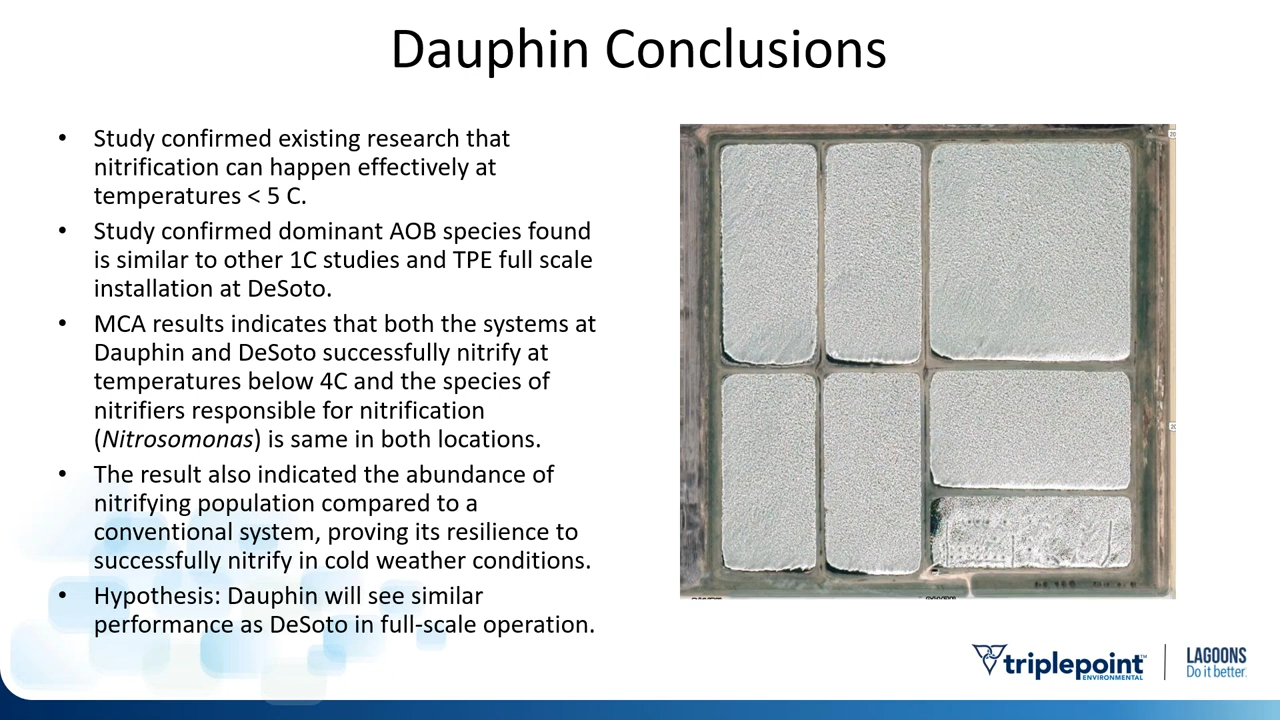 Dauphin Conclusions
• Study confirmed existing research that
nitrification can happen effectively at
temperatures < 5 C.
• Study confirmed dominant AOB species found
is similar to other 1C studies and TPE full scale
installation at DeSoto.
• MCA results indicates that both the systems at
Dauphin and DeSoto successfully nitrify at
temperatures below 4C and the species of
nitrifiers responsible for nitrification
(Nitrosomonas) is same in both locations.
• The result also indicated the abundance of
nitrifying population compared to a
conventional system, proving its resilience to
successfully nitrify in cold weather conditions.
• Hypothesis: Dauphin will see similar
performance as DeSoto in full-scale operation.
triplepoint™
ENVIRONMENTAL
LAGOONS
Do it better.